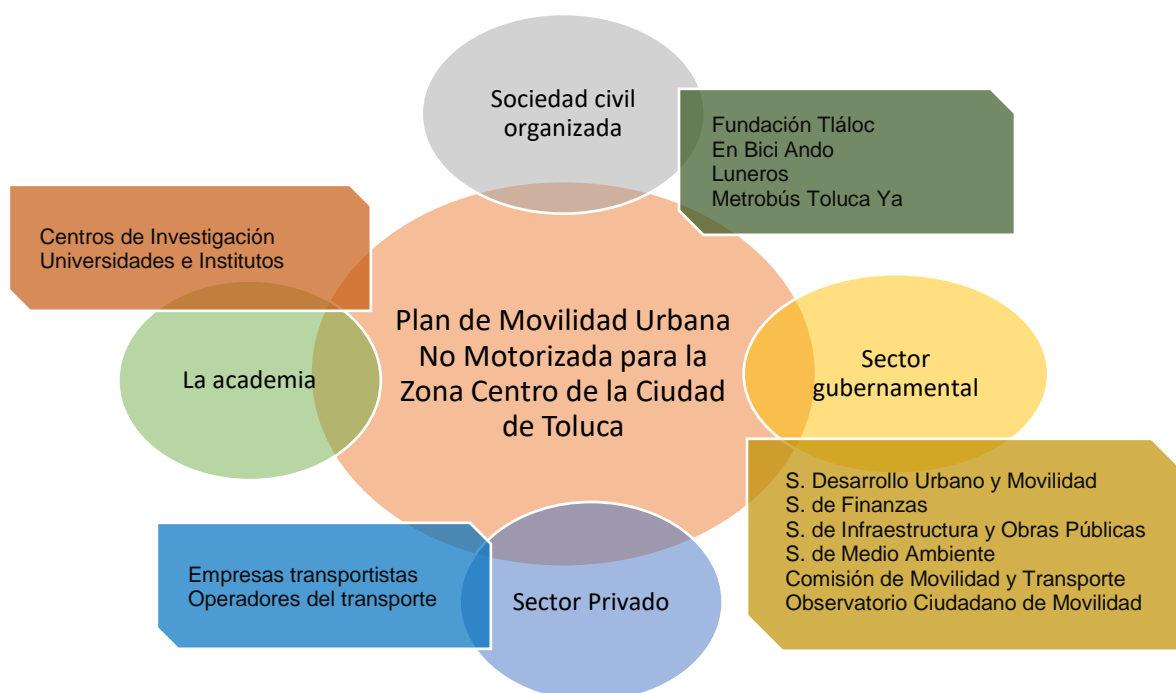 Sociedad civil
organizada
Fundación Tláloc
En Bici Ando
Luneros
Metrobús Toluca Ya
Centros de Investigación
Universidades e Institutos
La academia
Plan de Movilidad Urbana
No Motorizada para la
Zona Centro de la Ciudad
de Toluca
Sector
gubernamental
S. Desarrollo Urbano y Movilidad
S. de Finanzas
S. de Infraestructura y Obras Públicas
S. de Medio Ambiente
Comisión de Movilidad y Transporte
Observatorio Ciudadano de Movilidad
Empresas transportistas
Operadores del transporte
Sector Privado